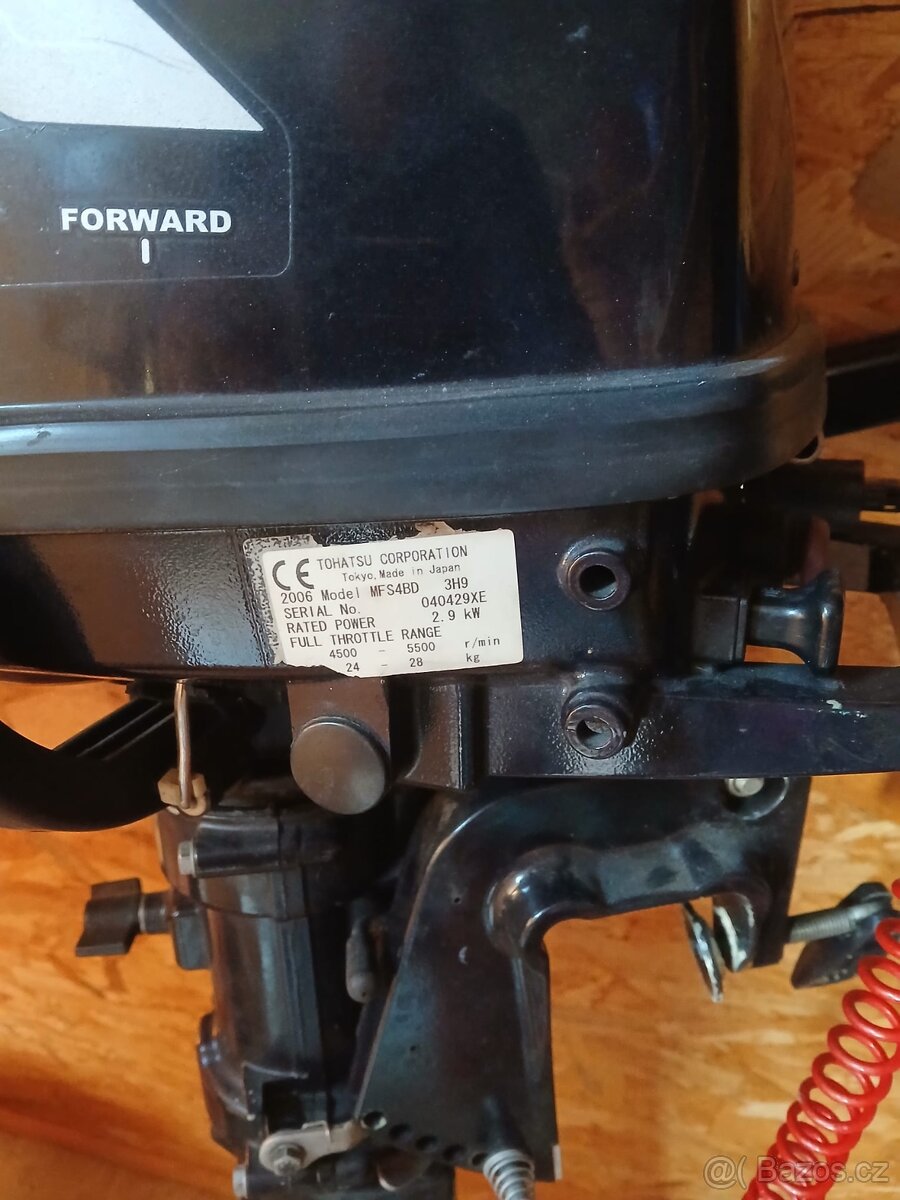 FORWARD
CE TOHATSU CORPORATION
Tokyo, Made in Japan
2006 Model MFS4BD 3H9
SERIAL No. 040429XE
RATED POWER 2.9 kW
FULL THROTTLE RANGE
4500 - 5500 r/min
24 - 28 kg
@( Bazos.cz